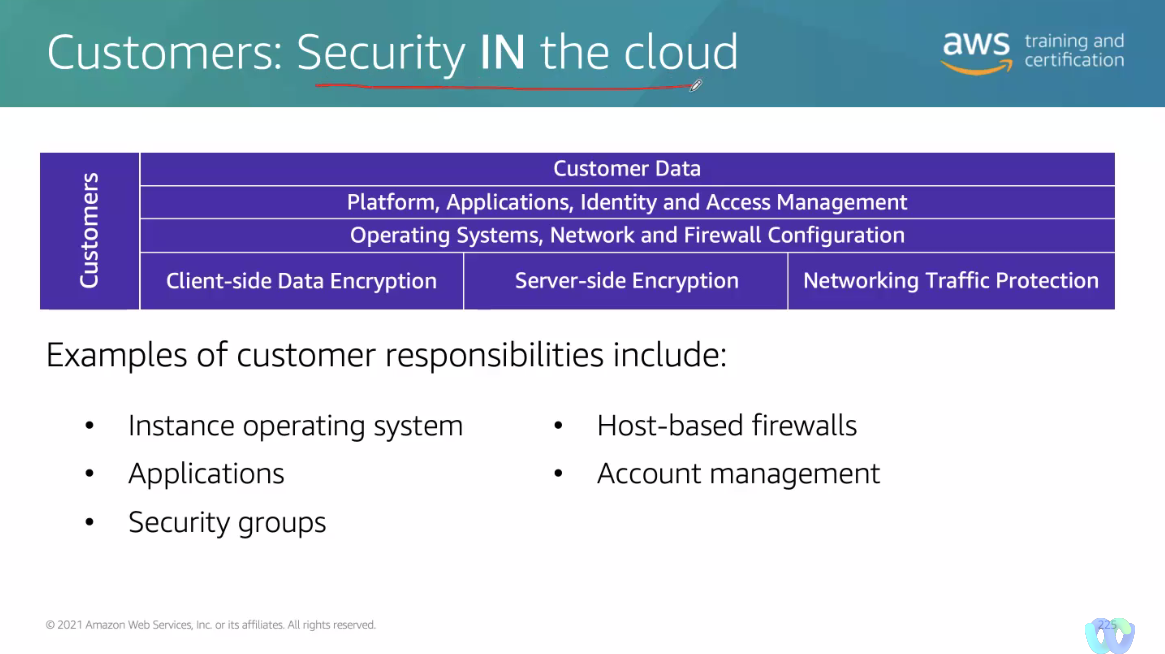 Customers: Security IN the cloud
aws training and
certification
Customers
Customer Data
Platform, Applications, Identity and Access Management
Operating Systems, Network and Firewall Configuration
Client-side Data Encryption
Server-side Encryption
Networking Traffic Protection
Examples of customer responsibilities include:
• Instance operating system
• Applications
• Security groups
• Host-based firewalls
• Account management
© 2021 Amazon Web Services, Inc. or its affiliates. All rights reserved.
225